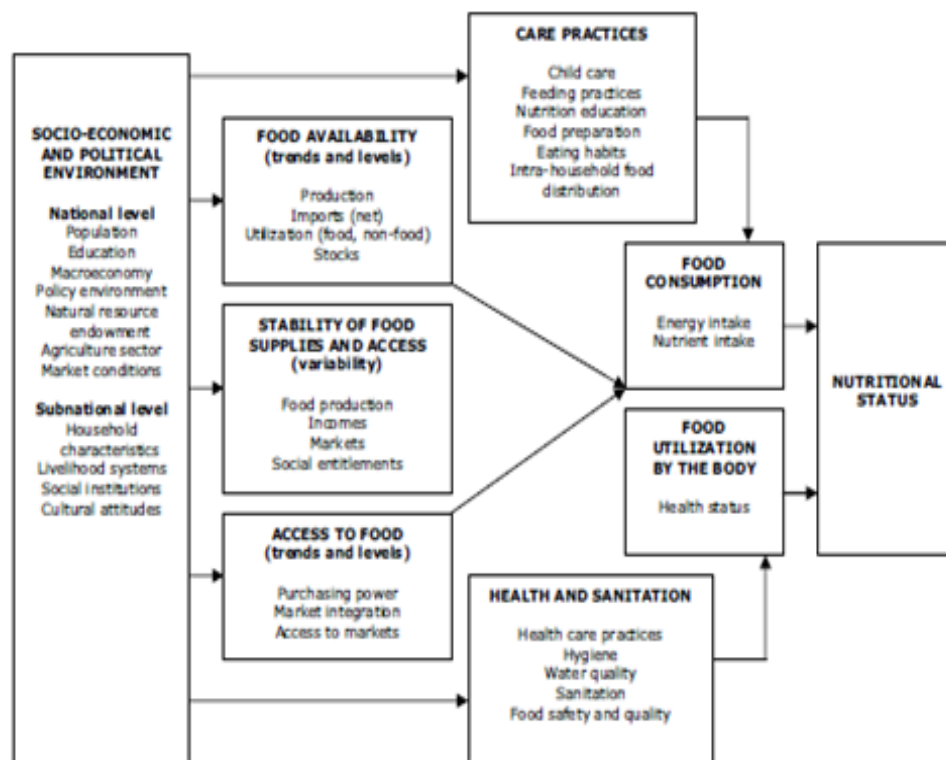 SOCIO-ECONOMIC
AND POLITICAL
ENVIRONMENT
National level
Population
Education
Macroeconomy
Policy environment
Natural resource
endowment
Agriculture sector
Market conditions
Subnational level
Household
characteristics
Livelihood systems
Social institutions
Cultural attitudes
FOOD AVAILABILITY
(trends and levels)
Production
Imports (net)
Utilization (food, non-food)
Stocks
STABILITY OF FOOD
SUPPLIES AND ACCESS
(variability)
Food production
Incomes
Markets
Social entitlements
ACCESS TO FOOD
(trends and levels)
Purchasing power
Market integration
Access to markets
CARE PRACTICES
Child care
Feeding practices
Nutrition education
Food preparation
Eating habits
Intra-household food
distribution
HEALTH AND SANITATION
Health care practices
Hygiene
Water quality
Sanitation
Food safety and quality
FOOD
CONSUMPTION
Energy intake
Nutrient intake
FOOD
UTILIZATION
BY THE BODY
Health status
NUTRITIONAL
STATUS